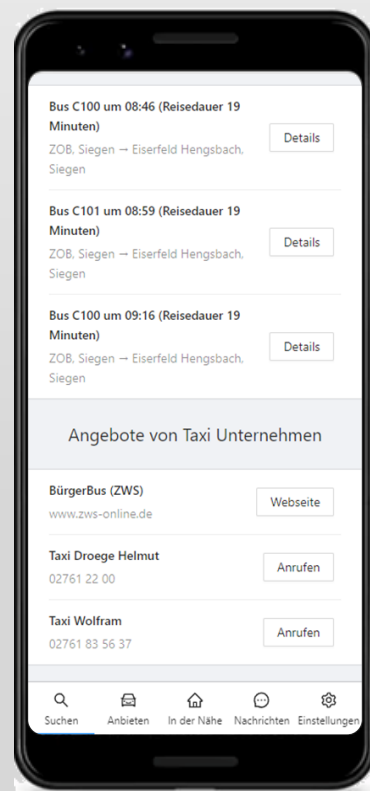 Bus C100 um 08:46 (Reisedauer 19
Minuten)
ZOB, Siegen → Eiserfeld Hengsbach,
Siegen
Details
Bus C101 um 08:59 (Reisedauer 19
Minuten)
ZOB, Siegen → Eiserfeld Hengsbach,
Siegen
Details
Bus C100 um 09:16 (Reisedauer 19
Minuten)
ZOB, Siegen → Eiserfeld Hengsbach,
Siegen
Details
Angebote von Taxi Unternehmen
BürgerBus (ZWS)
www.zws-online.de
Webseite
Taxi Droege Helmut
02761 22 00
Anrufen
Taxi Wolfram
02761 83 56 37
Anrufen
Suchen Anbieten In der Nähe Nachrichten Einstellungen